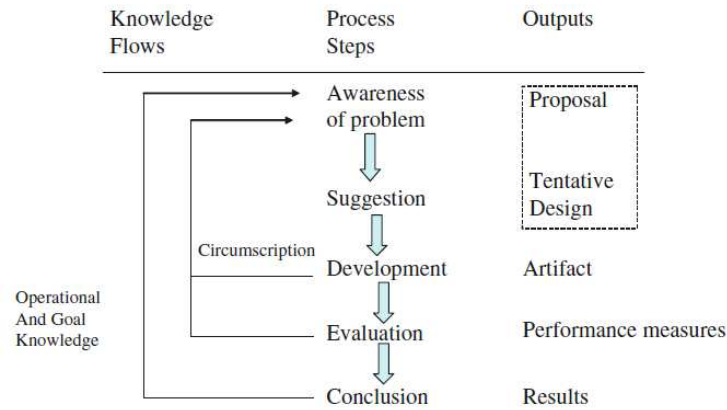 Knowledge
Flows
Process
Steps
Outputs
Awareness
of problem
Proposal
Suggestion
Tentative
Design
Circumscription
Development
Artifact
Operational
And Goal
Knowledge
Evaluation
Performance measures
Conclusion
Results